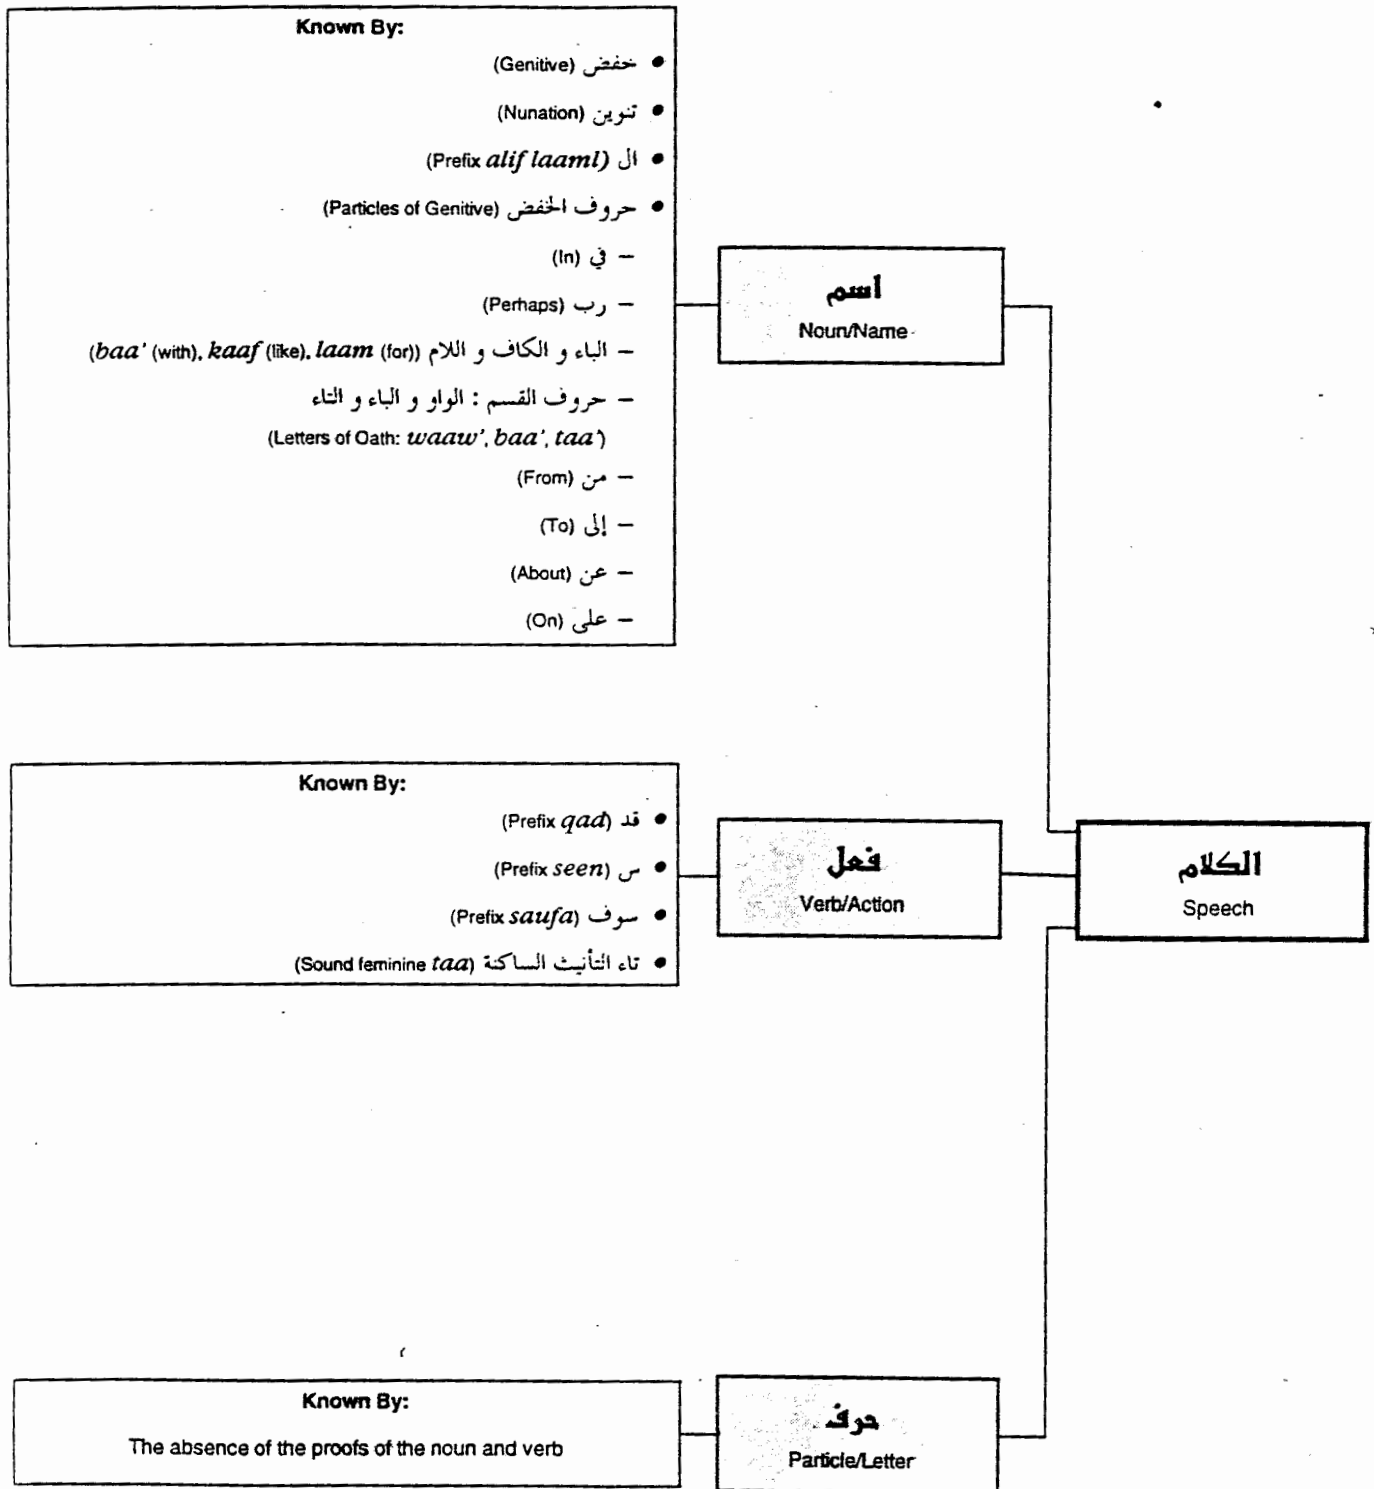 Known By:
• خفض (Genitive)
• تنوين (Nunation)
• ال (Prefix alif laaml)
• حروف الخفض (Particles of Genitive)
– في (In)
– رب (Perhaps)
– الباء و الكاف و اللام (baa' (with), kaaf (like), laam (for))
– حروف القسم : الواو و الباء و التاء
(Letters of Oath: waaw', baa', taa')
– من (From)
– إلى (To)
– عن (About)
– على (On)
اسم
Noun/Name
Known By:
• قد (Prefix qad)
• س (Prefix seen)
• سوف (Prefix saufa)
• تاء التأنيث الساكنة (Sound feminine taa)
فعل
Verb/Action
الكلام
Speech
Known By:
The absence of the proofs of the noun and verb
حرف
Particle/Letter